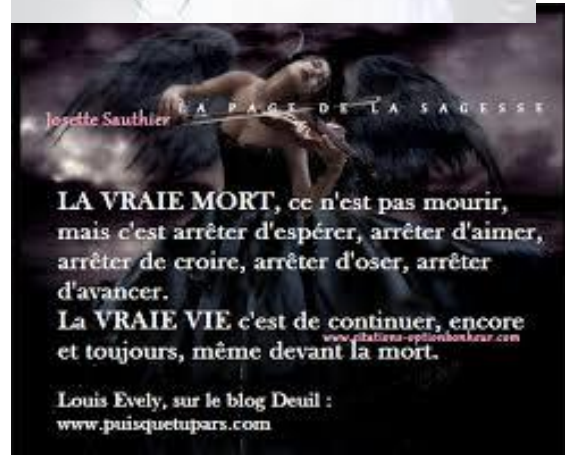 LA PAGE DE LA SAGESSE
Josette Sauthier
LA VRAIE MORT, ce n'est pas mourir,
mais c'est arrêter d'espérer, arrêter d'aimer,
arrêter de croire, arrêter d'oser, arrêter
d'avancer.
La VRAIE VIE c'est de continuer, encore
www.citations-optionbonheur.com
et toujours, même devant la mort.
Louis Evely, sur le blog Deuil :
www.puisquetupars.com